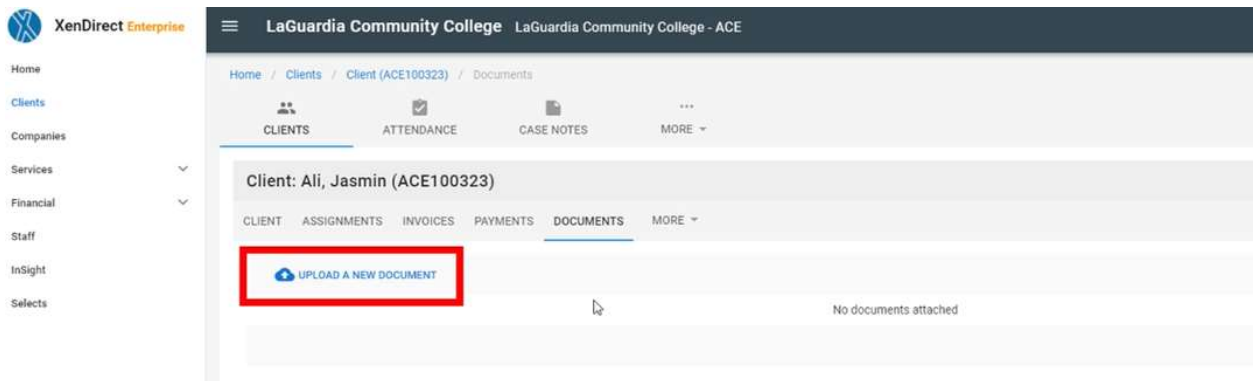 XenDirect Enterprise
LaGuardia Community College LaGuardia Community College - ACE
Home
Clients
Companies
Services
Financial
Staff
InSight
Selects
Home / Clients / Client (ACE100323) / Documents
CLIENTS ATTENDANCE CASE NOTES MORE
Client: Ali, Jasmin (ACE100323)
CLIENT ASSIGNMENTS INVOICES PAYMENTS DOCUMENTS MORE
UPLOAD A NEW DOCUMENT
No documents attached